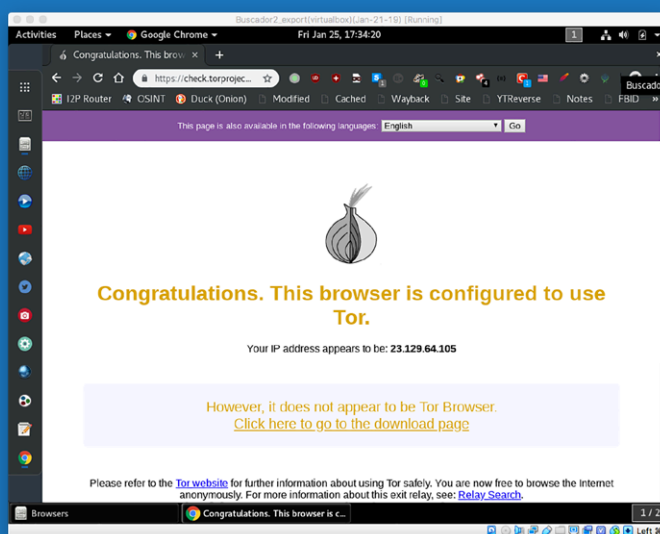 Buscador2_export(virtualbox)(Jan-21-19) [Running]
Activities Places Google Chrome Fri Jan 25, 17:34:20 1
Congratulations. This brow
https://check.torprojec...
Buscado
I2P Router OSINT Duck (Onion) Modified Cached Wayback Site YTReverse Notes FBID »
This page is also available in the following languages: English Go
Congratulations. This browser is configured to use
Tor.
Your IP address appears to be: 23.129.64.105
However, it does not appear to be Tor Browser.
Click here to go to the download page
Please refer to the Tor website for further information about using Tor safely. You are now free to browse the Internet
anonymously. For more information about this exit relay, see: Relay Search.
Browsers Congratulations. This browser is c... 1 / 2
Left ⌘